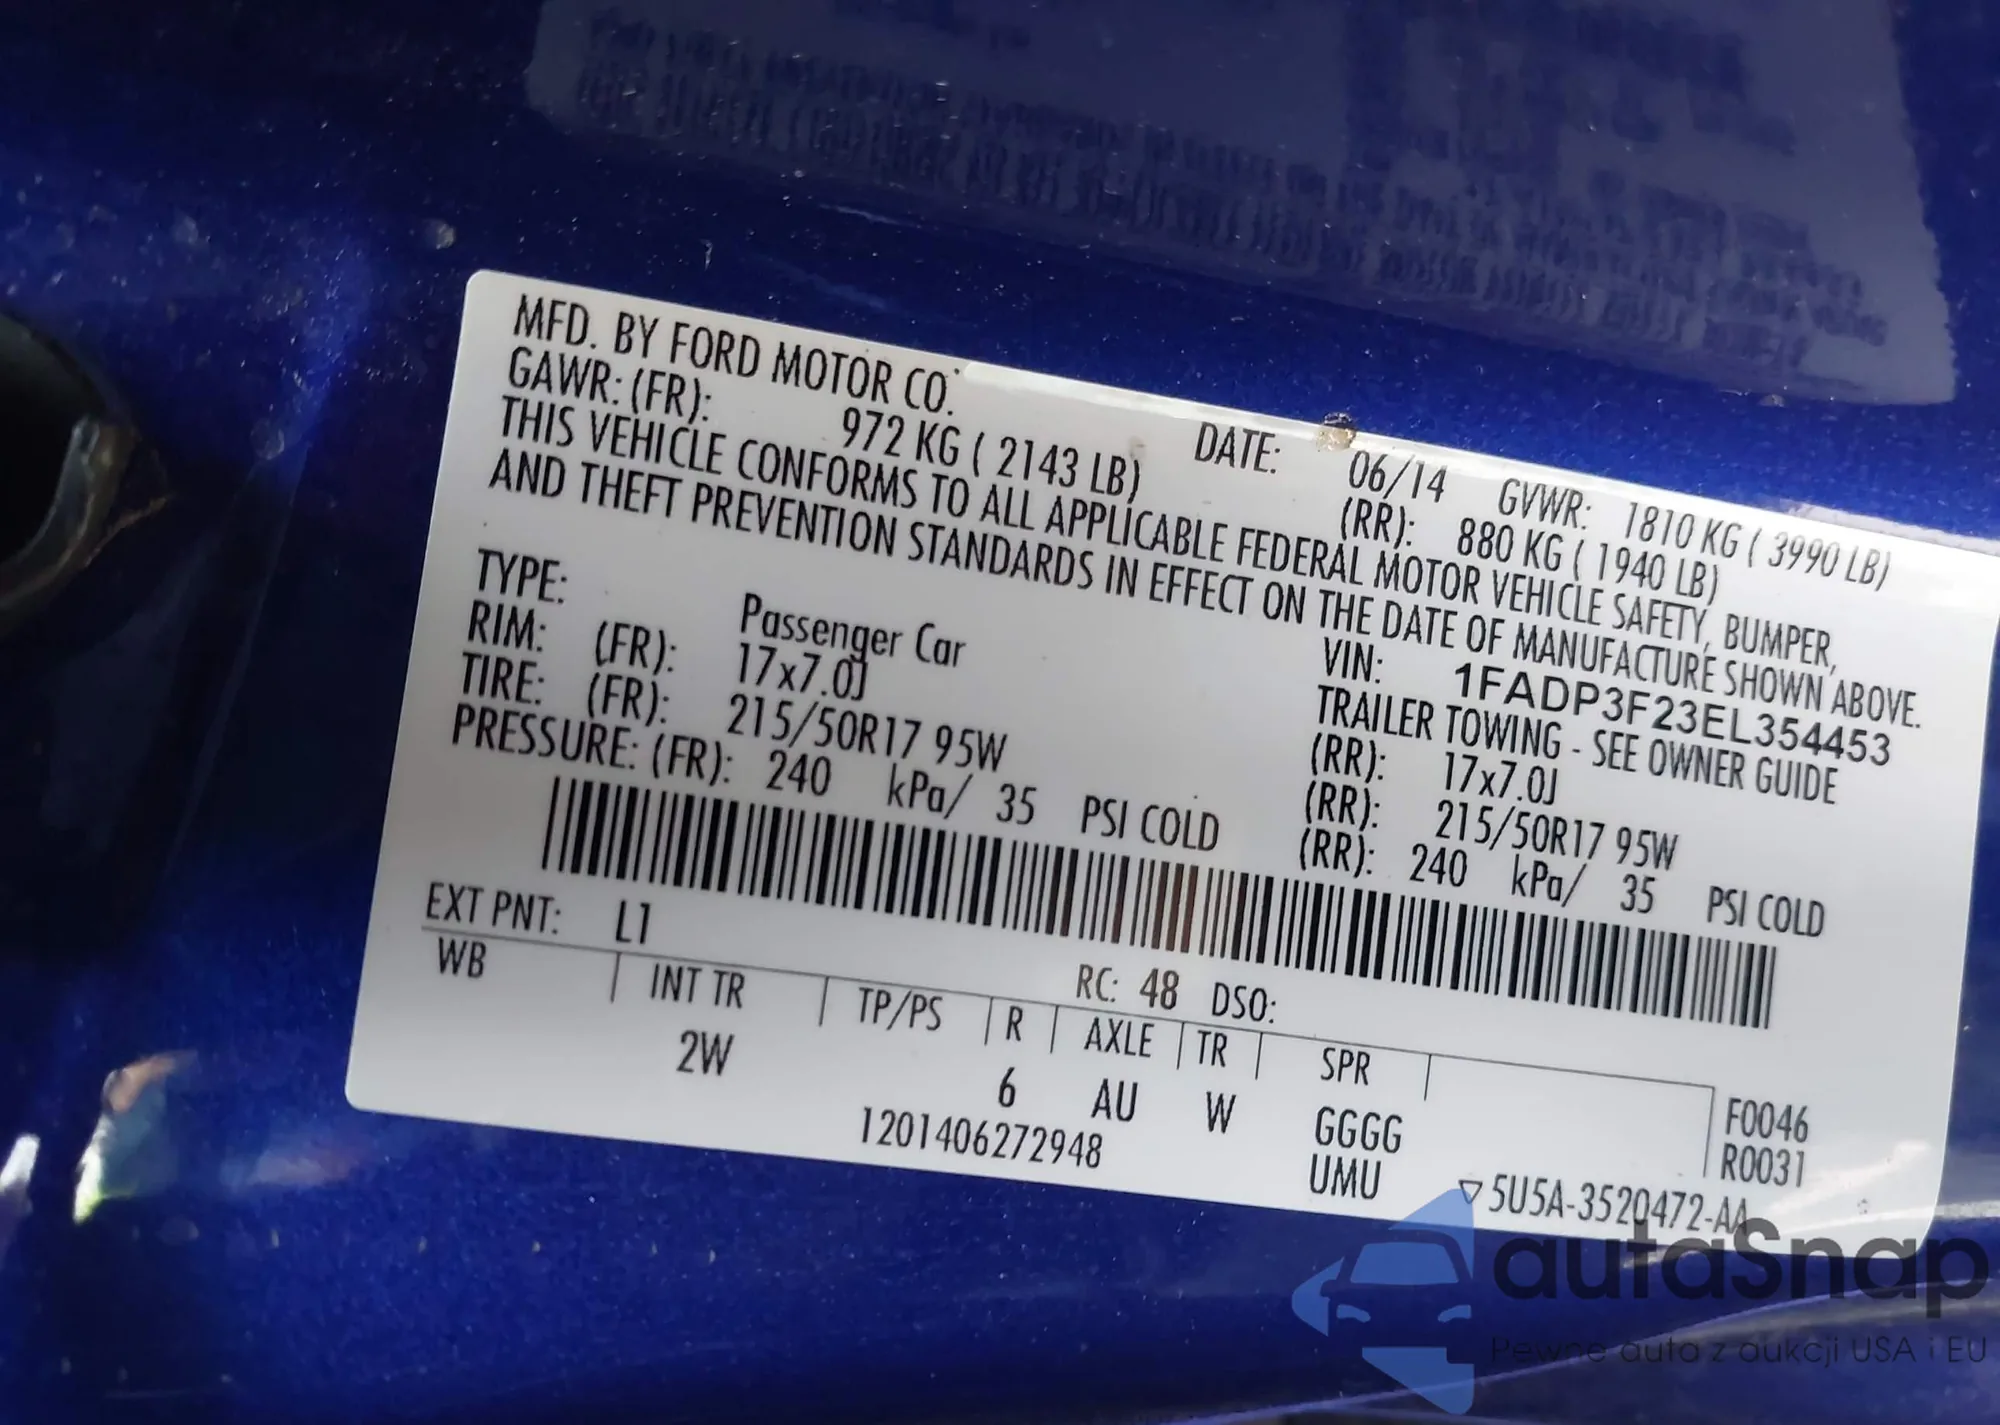 MFD. BY FORD MOTOR CO.
DATE: 06/14 GVWR: 1810 KG ( 3990 LB)
GAWR: (FR): 972 KG ( 2143 LB) (RR): 880 KG ( 1940 LB)
THIS VEHICLE CONFORMS TO ALL APPLICABLE FEDERAL MOTOR VEHICLE SAFETY, BUMPER,
AND THEFT PREVENTION STANDARDS IN EFFECT ON THE DATE OF MANUFACTURE SHOWN ABOVE.
VIN: 1FADP3F23EL354453
TYPE: Passenger Car TRAILER TOWING - SEE OWNER GUIDE
RIM: (FR): 17x7.0J (RR): 17x7.0J
TIRE: (FR): 215/50R17 95W (RR): 215/50R17 95W
PRESSURE: (FR): 240 kPa/ 35 PSI COLD (RR): 240 kPa/ 35 PSI COLD
EXT PNT: L1 RC: 48 DSO:
WB INT TR TP/PS R AXLE TR SPR
2W 6 AU W GGGG F0046
1201406272948 UMU R0031
▽5U5A-3520472-AA
autaSnap
Pewne auta z aukcji USA i EU